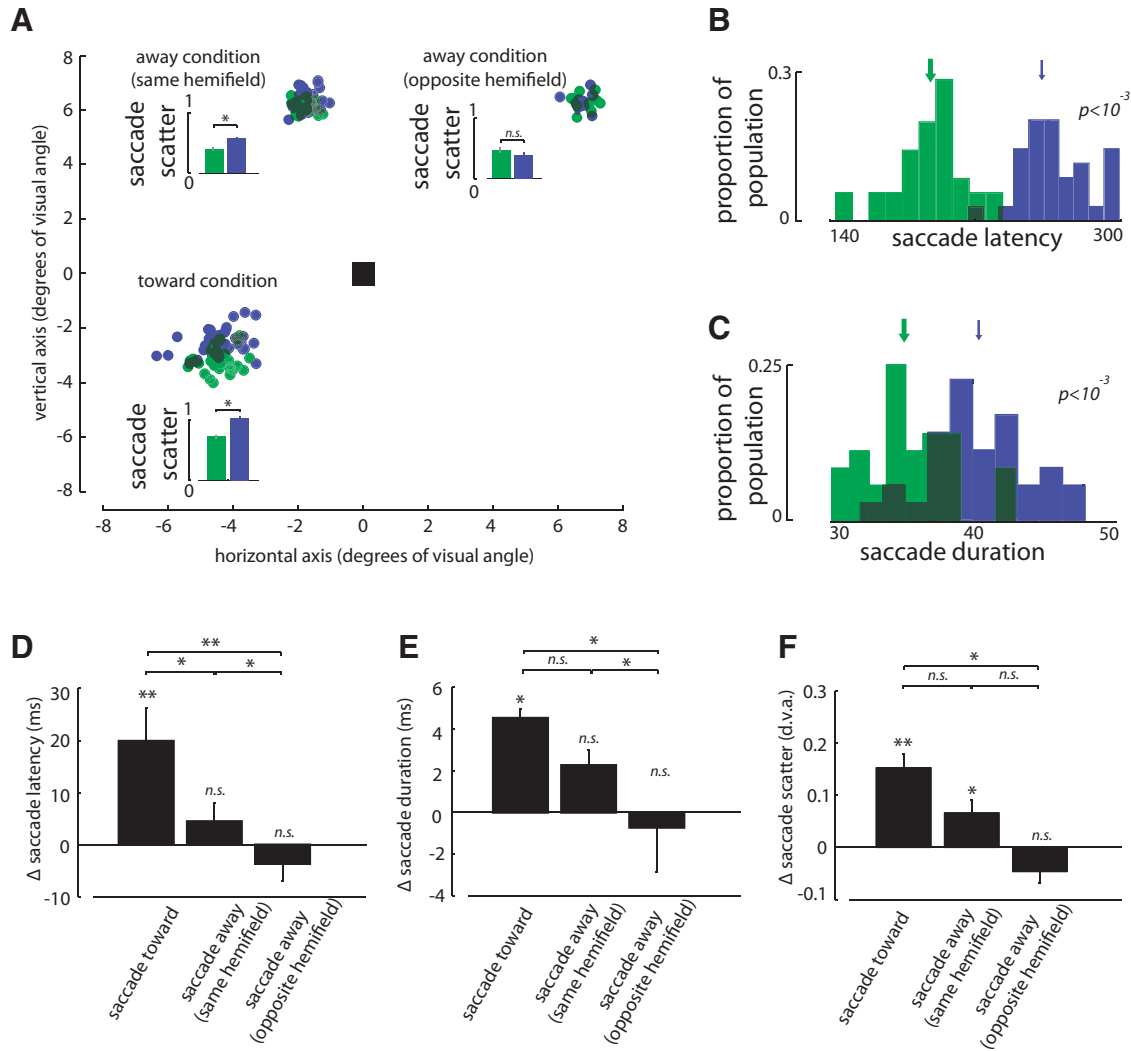 A
8
6
4
2
0
-2
-4
-6
-8
vertical axis (degrees of visual angle)
-8 -6 -4 -2 0 2 4 6 8
horizontal axis (degrees of visual angle)
away condition
(same hemifield)
saccade
scatter
1
0
*
away condition
(opposite hemifield)
saccade
scatter
1
0
n.s.
toward condition
saccade
scatter
1
0
*
B
proportion of
population
0.3
0
p<10-3
140 300
saccade latency
C
proportion of
population
0.25
0
p<10-3
30 40 50
saccade duration
D
Δ saccade latency (ms)
30
20
10
0
-10
**
* *
**
n.s.
n.s.
saccade toward
saccade away
(same hemifield)
saccade away
(opposite hemifield)
E
Δ saccade duration (ms)
6
4
2
0
-2
-4
*
n.s. *
*
n.s.
n.s.
saccade toward
saccade away
(same hemifield)
saccade away
(opposite hemifield)
F
Δ saccade scatter (d.v.a.)
0.3
0.2
0.1
0
-0.1
*
n.s. n.s.
**
*
n.s.
saccade toward
saccade away
(same hemifield)
saccade away
(opposite hemifield)